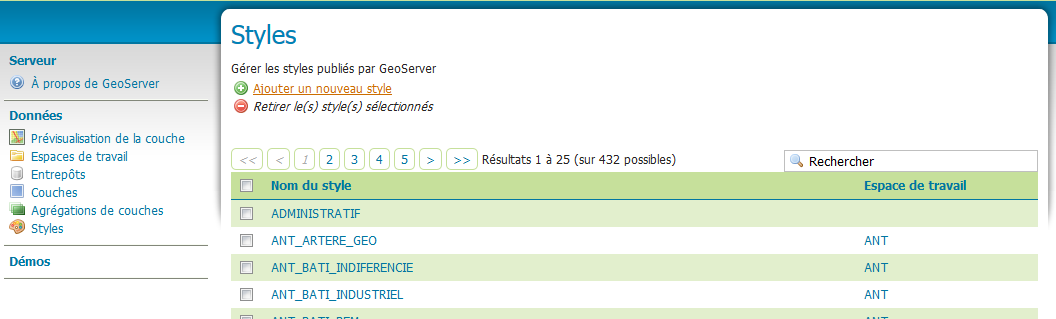 Serveur
À propos de GeoServer
Données
Prévisualisation de la couche
Espaces de travail
Entrepôts
Couches
Agrégations de couches
Styles
Démos
Styles
Gérer les styles publiés par GeoServer
Ajouter un nouveau style
Retirer le(s) style(s) sélectionnés
<< < 1 2 3 4 5 > >> Résultats 1 à 25 (sur 432 possibles) Rechercher
Nom du style Espace de travail
ADMINISTRATIF
ANT_ARTERE_GEO ANT
ANT_BATI_INDIFERENCIE ANT
ANT_BATI_INDUSTRIEL ANT